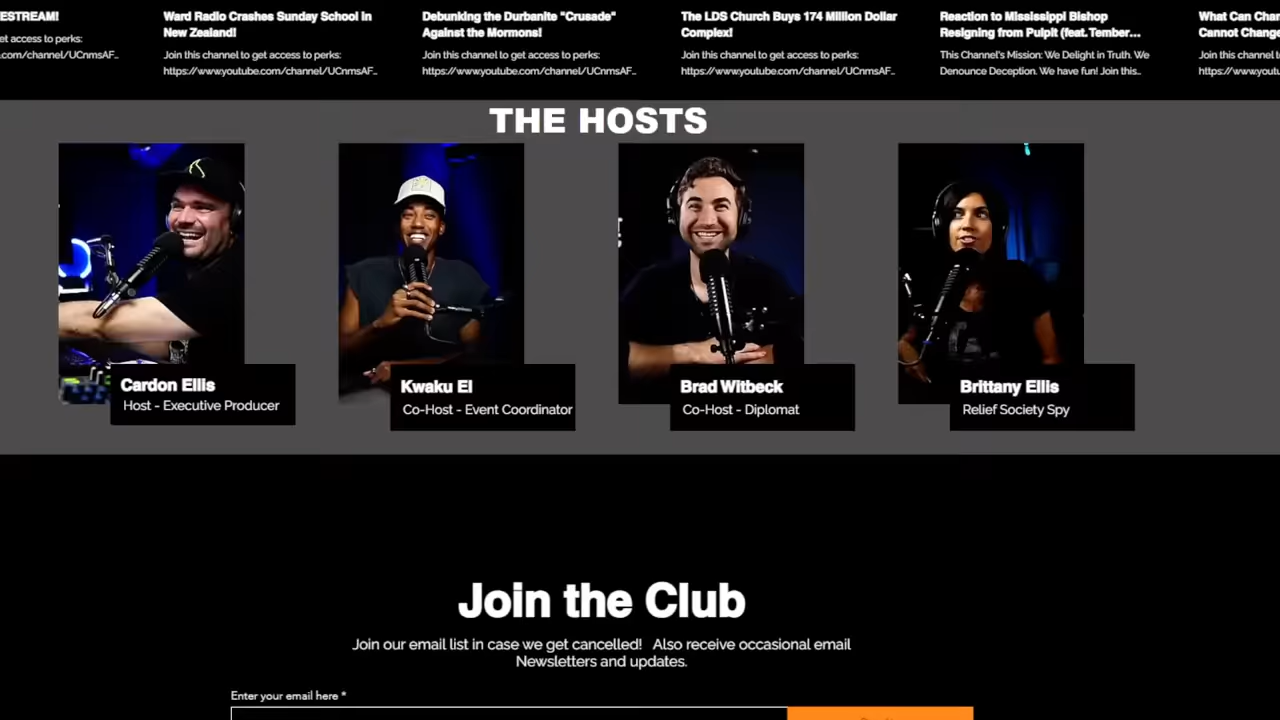 ESTREAM!
et access to perks:
.com/channel/UCnmsAF...
Ward Radio Crashes Sunday School in
New Zealand!
Join this channel to get access to perks:
https://www.youtube.com/channel/UCnmsAF...
Debunking the Durbanite "Crusade"
Against the Mormons!
Join this channel to get access to perks:
https://www.youtube.com/channel/UCnmsAF...
The LDS Church Buys 174 Million Dollar
Complex!
Join this channel to get access to perks:
https://www.youtube.com/channel/UCnmsAF...
Reaction to Mississippi Bishop
Resigning from Pulpit (feat. Tember...
This Channel's Mission: We Delight in Truth. We
Denounce Deception. We have fun! Join this...
What Can Chan
Cannot Change
Join this channel t
https://www.yout
THE HOSTS
Cardon Ellis
Host - Executive Producer
Kwaku El
Co-Host - Event Coordinator
Brad Witbeck
Co-Host - Diplomat
Brittany Ellis
Relief Society Spy
Join the Club
Join our email list in case we get cancelled! Also receive occasional email
Newsletters and updates.
Enter your email here *